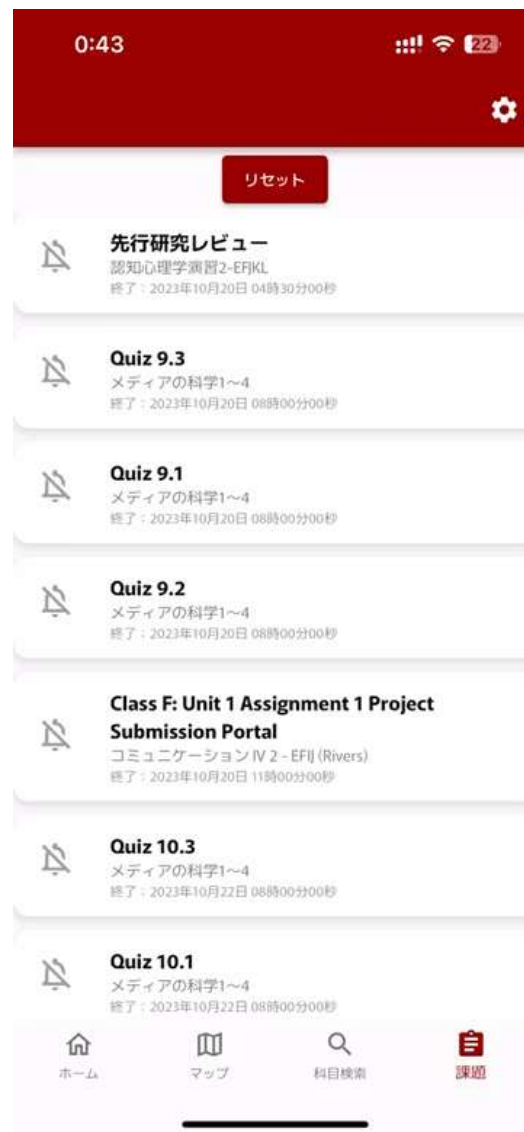 0:43
22
リセット
先行研究レビュー
認知心理学演習2-EFJKL
終了：2023年10月20日 04時30分00秒
Quiz 9.3
メディアの科学1～4
終了：2023年10月20日 08時00分00秒
Quiz 9.1
メディアの科学1～4
終了：2023年10月20日 08時00分00秒
Quiz 9.2
メディアの科学1～4
終了：2023年10月20日 08時00分00秒
Class F: Unit 1 Assignment 1 Project
Submission Portal
コミュニケーション IV 2 - EFIJ (Rivers)
終了：2023年10月20日 11時00分00秒
Quiz 10.3
メディアの科学1～4
終了：2023年10月22日 08時00分00秒
Quiz 10.1
メディアの科学1～4
終了：2023年10月22日 08時00分00秒
ホーム
マップ
科目検索
課題